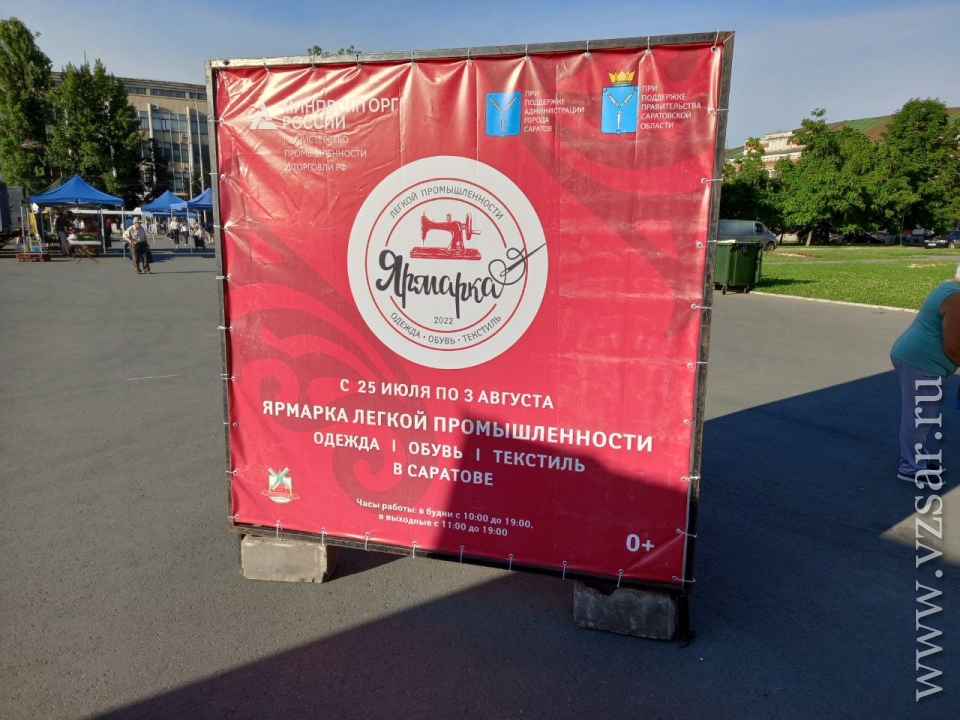 МИНПРОМТОРГ
РОССИИ
МИНИСТЕРСТВО
ПРОМЫШЛЕННОСТИ
И ТОРГОВЛИ РФ
ПРИ
ПОДДЕРЖКЕ
АДМИНИСТРАЦИИ
ГОРОДА
САРАТОВ
ПРИ
ПОДДЕРЖКЕ
ПРАВИТЕЛЬСТВА
САРАТОВСКОЙ
ОБЛАСТИ
ЛЕГКОЙ ПРОМЫШЛЕННОСТИ
Ярмарка
2022
ОДЕЖДА • ОБУВЬ • ТЕКСТИЛЬ
С 25 ИЮЛЯ ПО 3 АВГУСТА
ЯРМАРКА ЛЕГКОЙ ПРОМЫШЛЕННОСТИ
ОДЕЖДА | ОБУВЬ | ТЕКСТИЛЬ
В САРАТОВЕ
Часы работы: в будни с 10:00 до 19:00,
в выходные с 11:00 до 19:00
0+
www.vzsar.ru